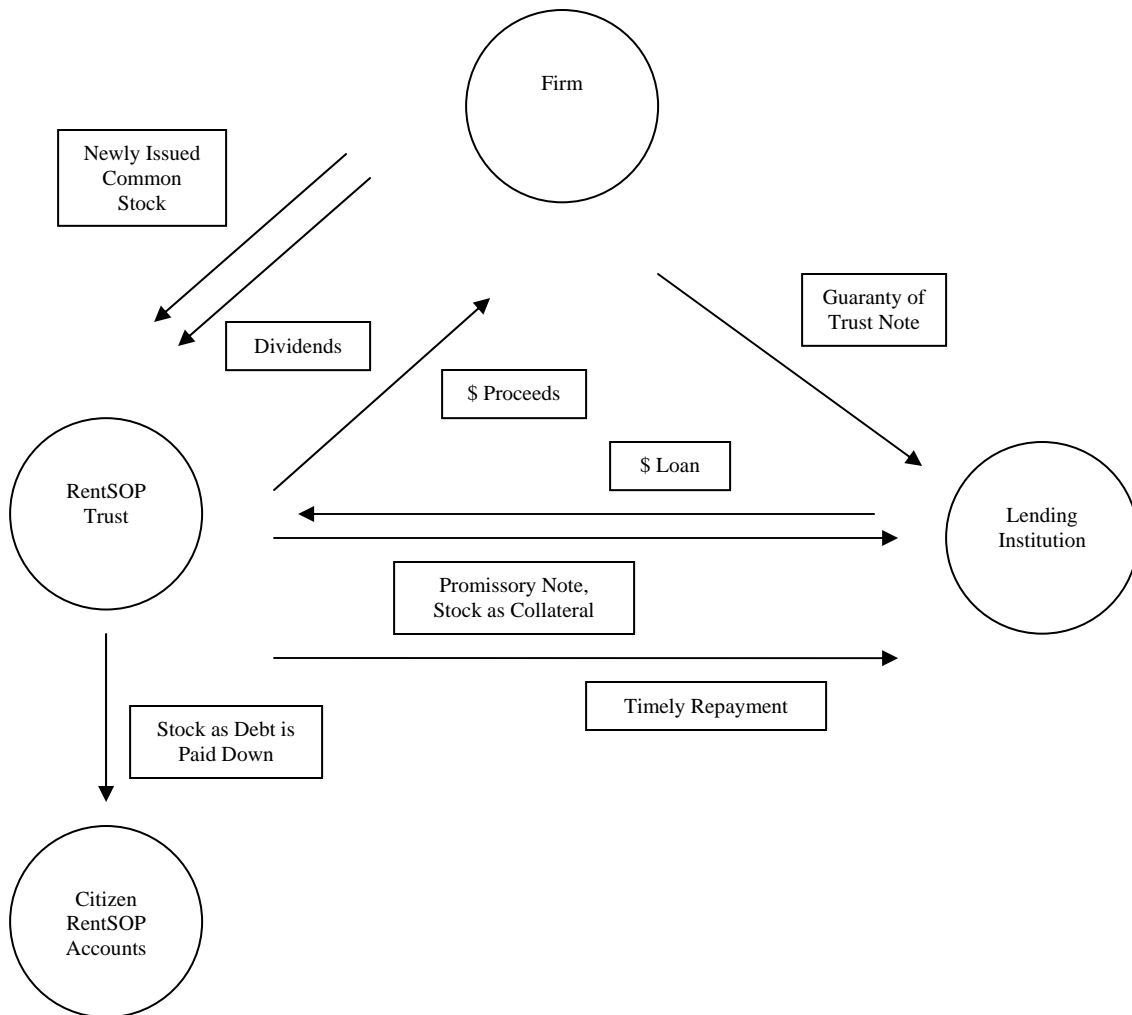 Firm
Newly Issued
Common
Stock
Guaranty of
Trust Note
Dividends
$ Proceeds
$ Loan
RentSOP
Trust
Lending
Institution
Promissory Note,
Stock as Collateral
Timely Repayment
Stock as Debt is
Paid Down
Citizen
RentSOP
Accounts